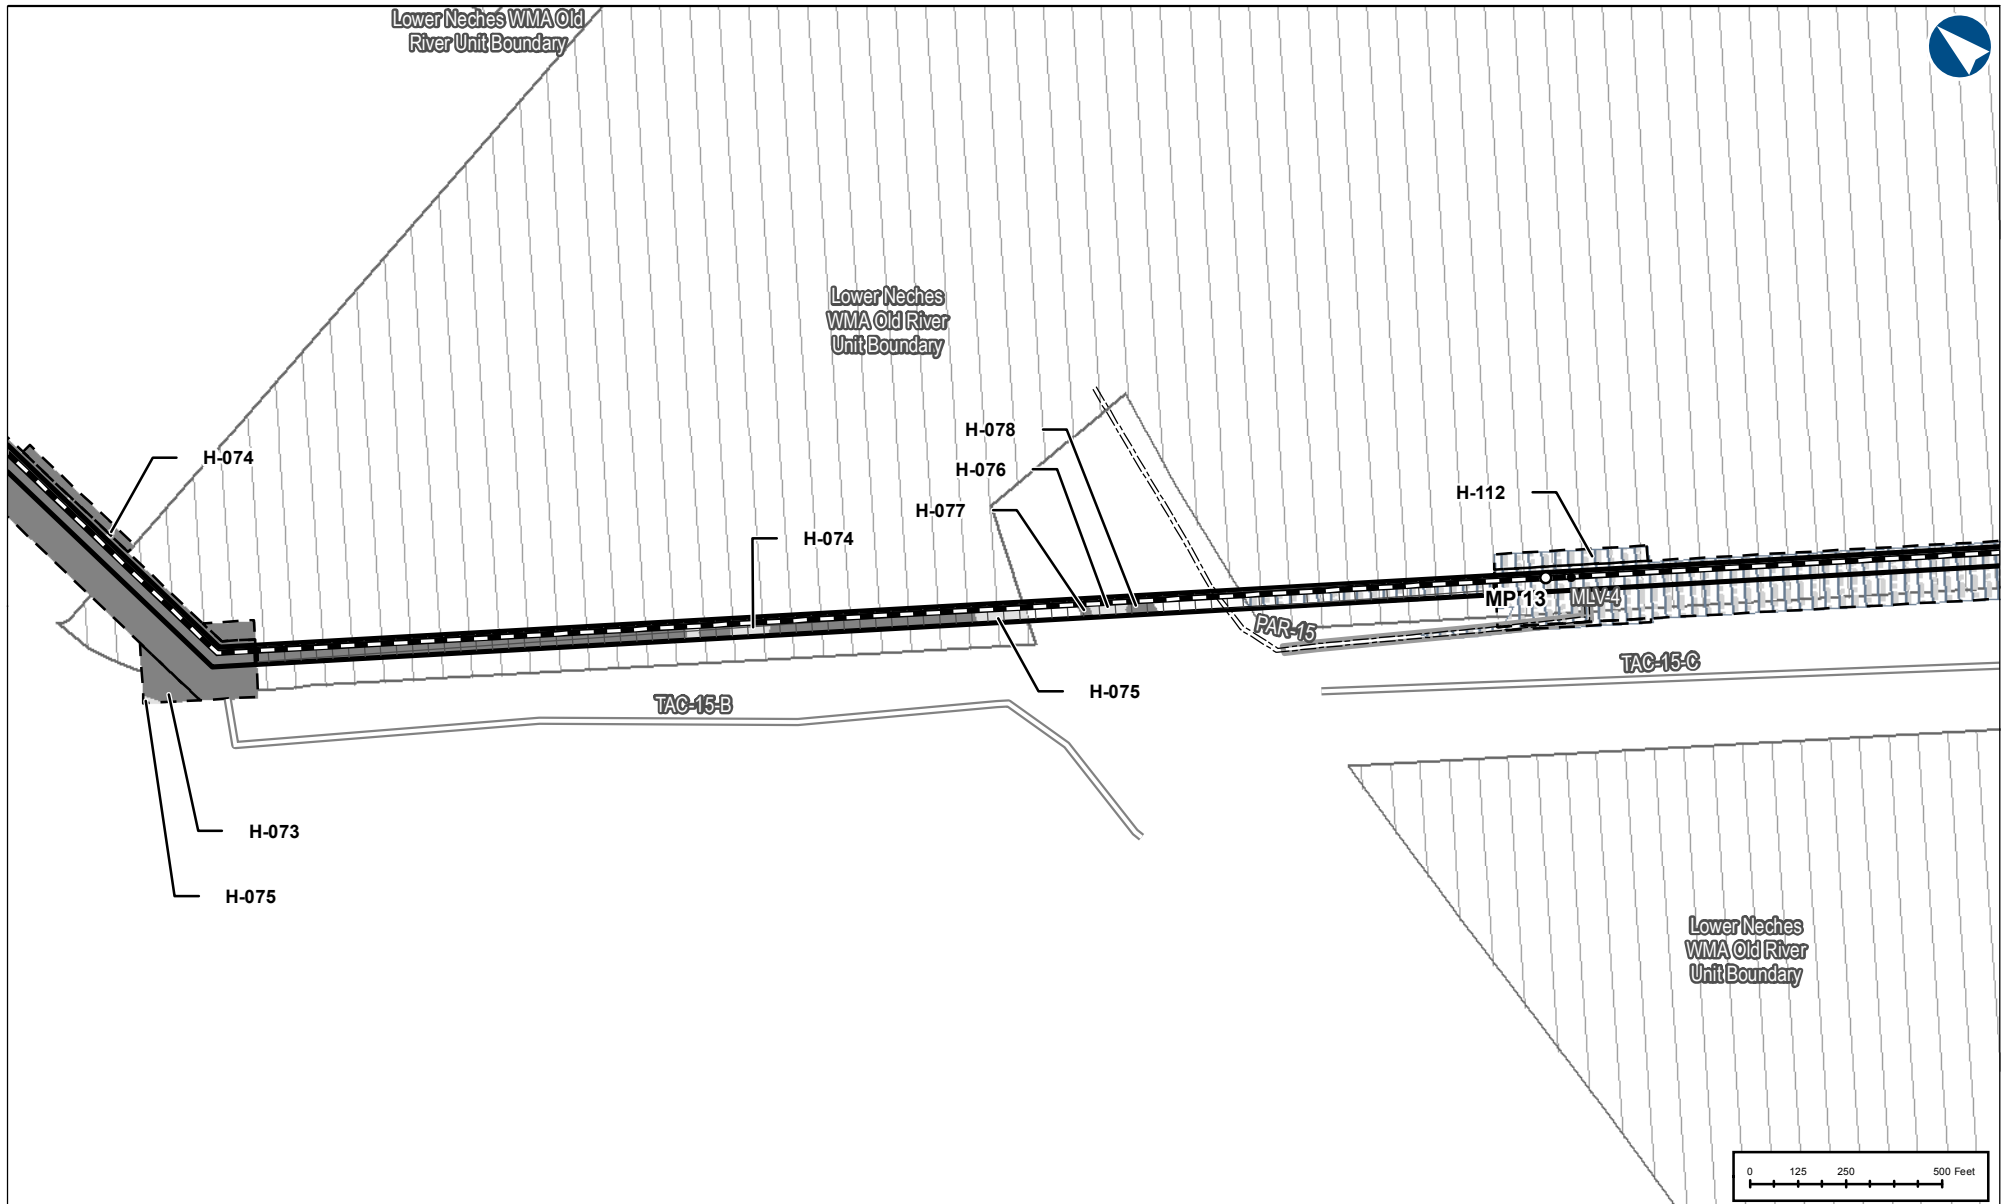 Lower Neches WMA Old
River Unit Boundary
Lower Neches
WMA Old River
Unit Boundary
H-078
H-074
H-076
H-112
H-077
H-074
MP 13
MLV-4
PAR-15
TAC-15-C
H-075
TAC-15-B
H-073
H-075
Lower Neches
WMA Old River
Unit Boundary
0 125 250 500 Feet